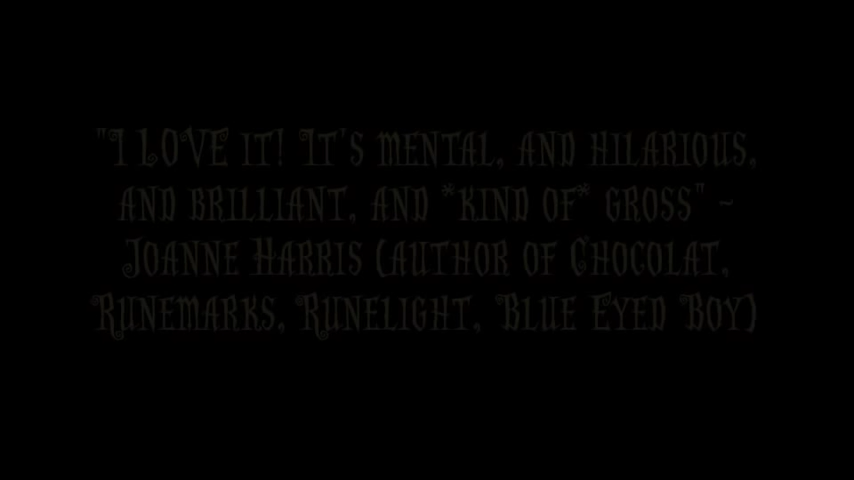 "I LOVE it! It's mental, and hilarious,
and brilliant, and *kind of* gross" ~
Joanne Harris (author of Chocolat,
Runemarks, Runelight, Blue Eyed Boy)